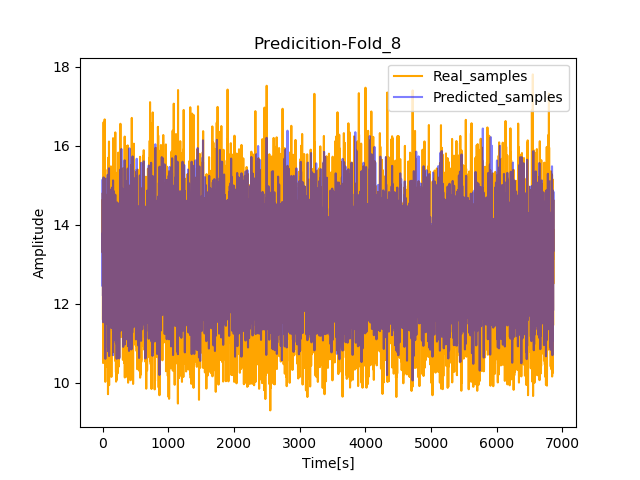 Predicition-Fold_8
Real_samples
Predicted_samples
18
16
14
12
10
Amplitude
0 1000 2000 3000 4000 5000 6000 7000
Time[s]